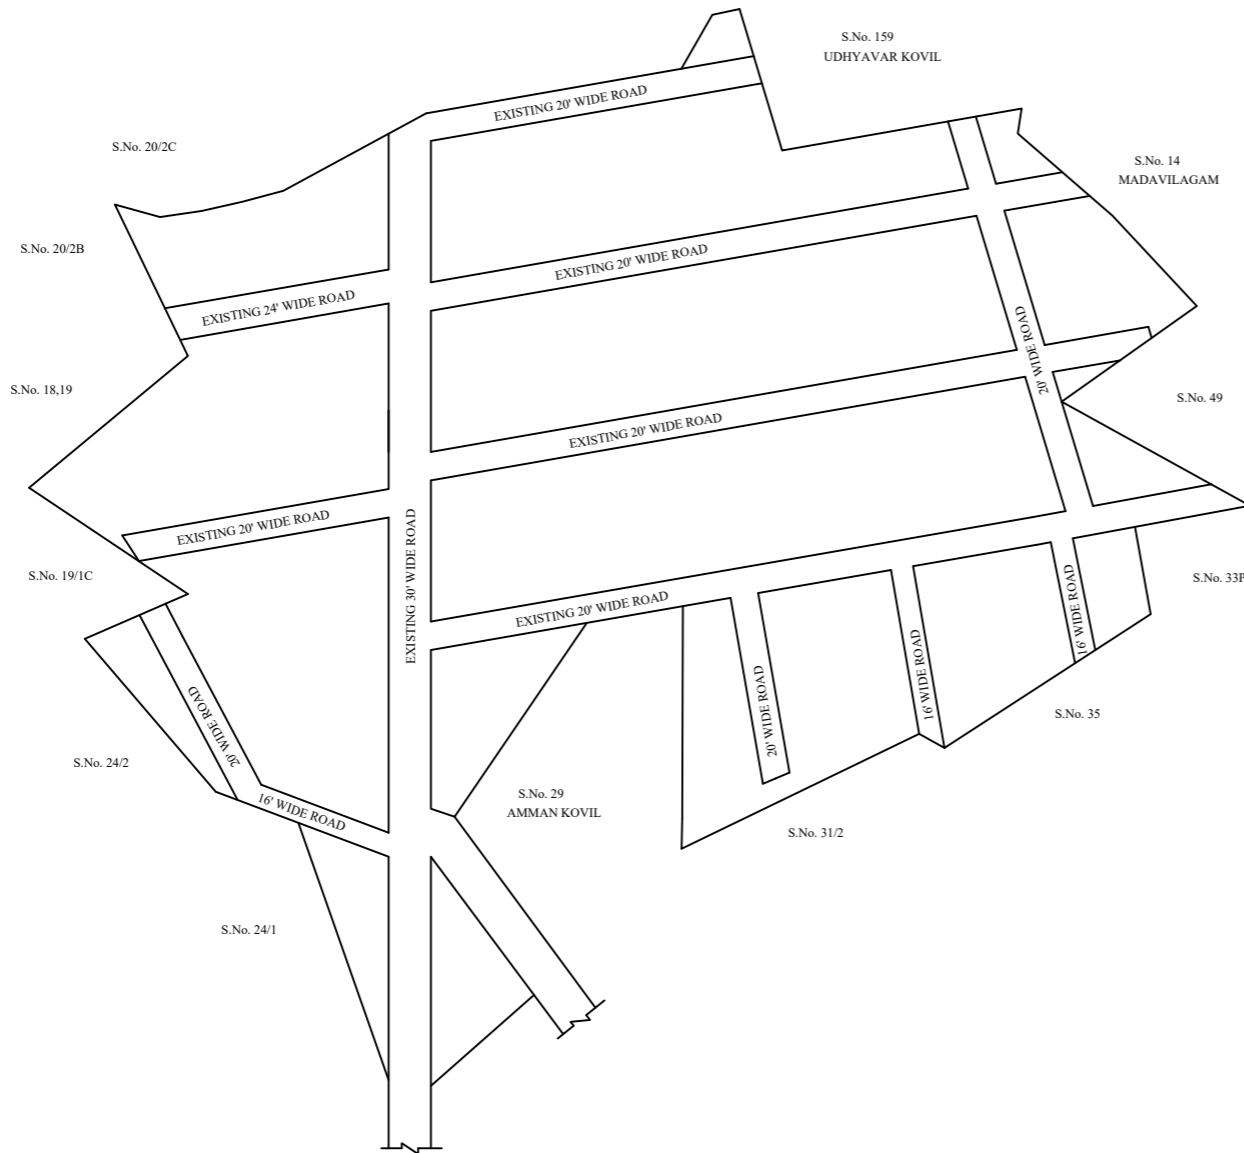 S.No. 159
UDHYAVAR KOVIL
EXISTING 20' WIDE ROAD
S.No. 20/2C
S.No. 14
MADAVILAGAM
S.No. 20/2B
EXISTING 20' WIDE ROAD
EXISTING 24' WIDE ROAD
20' WIDE ROAD
S.No. 18,19
S.No. 49
EXISTING 20' WIDE ROAD
EXISTING 20' WIDE ROAD
EXISTING 30' WIDE ROAD
S.No. 19/1C
S.No. 33P
EXISTING 20' WIDE ROAD
16' WIDE ROAD
16' WIDE ROAD
20' WIDE ROAD
20' WIDE ROAD
S.No. 35
S.No. 24/2
16' WIDE ROAD
S.No. 29
AMMAN KOVIL
S.No. 31/2
S.No. 24/1